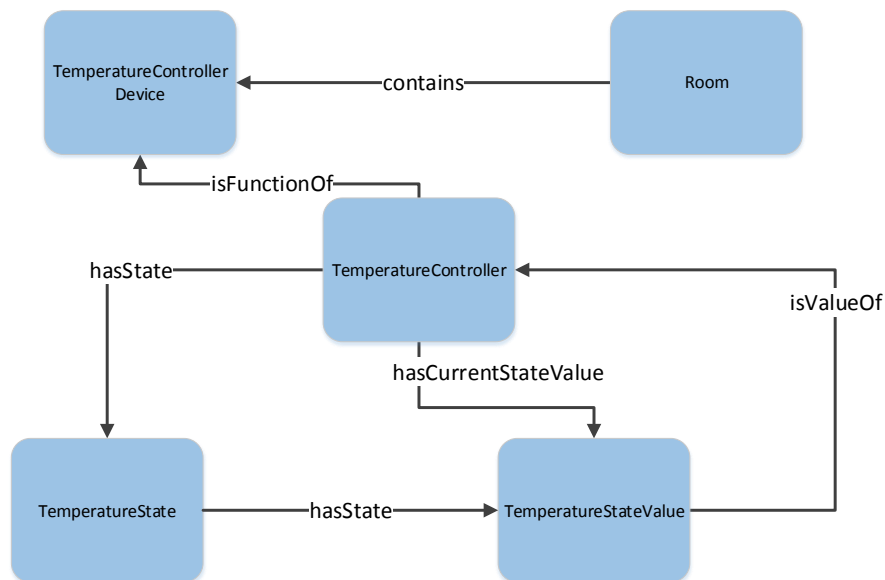 TemperatureController
Device
contains
Room
isFunctionOf
hasState
TemperatureController
isValueOf
hasCurrentStateValue
TemperatureState
hasState
TemperatureStateValue